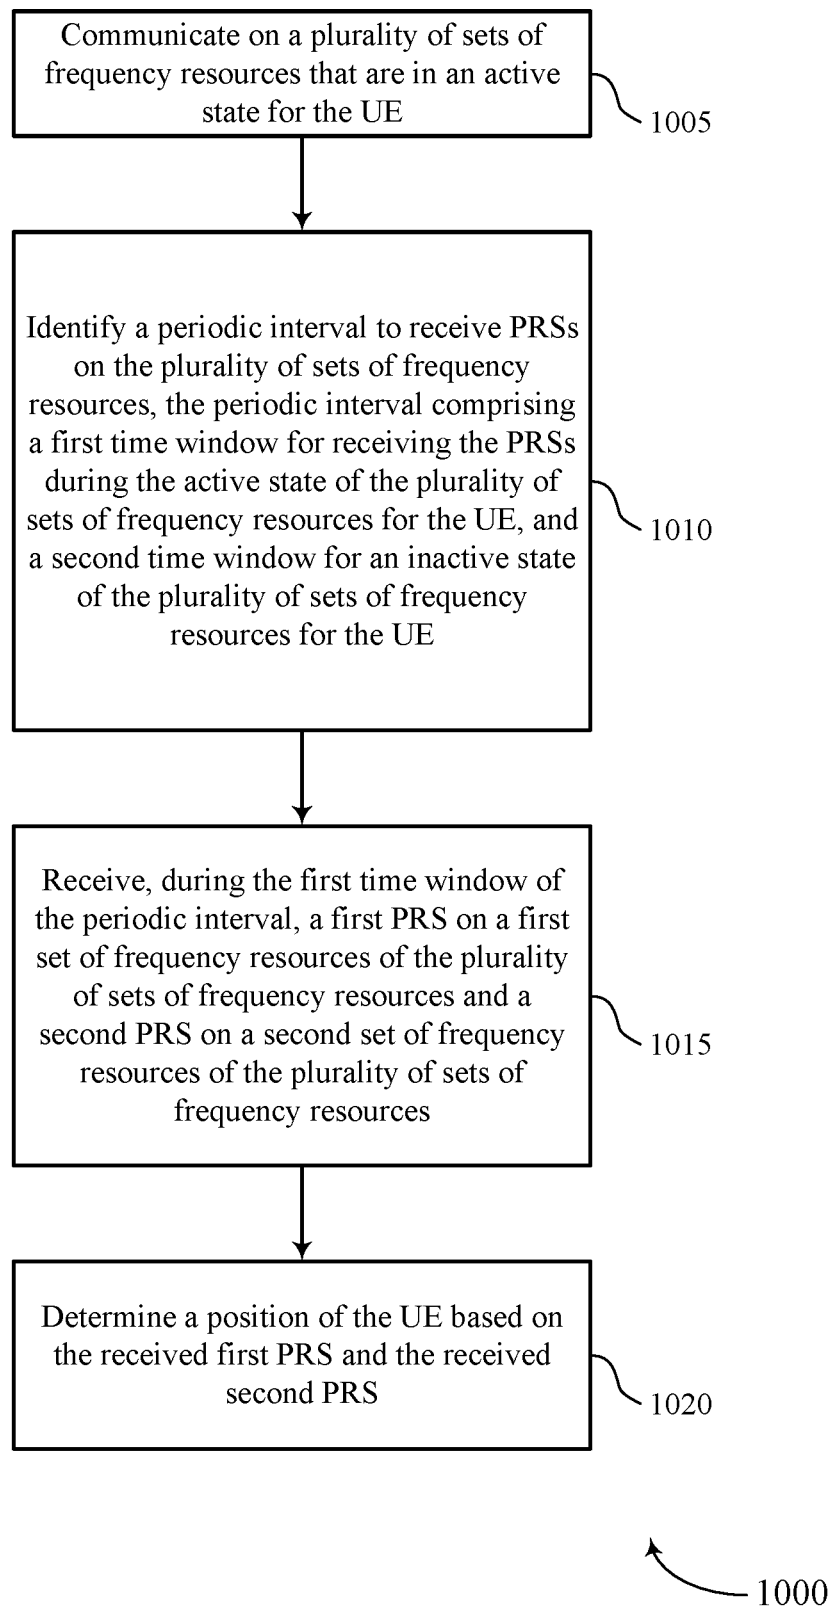 Communicate on a plurality of sets of
frequency resources that are in an active
state for the UE
1005
Identify a periodic interval to receive PRSs
on the plurality of sets of frequency
resources, the periodic interval comprising
a first time window for receiving the PRSs
during the active state of the plurality of
sets of frequency resources for the UE, and
a second time window for an inactive state
of the plurality of sets of frequency
resources for the UE
1010
Receive, during the first time window of
the periodic interval, a first PRS on a first
set of frequency resources of the plurality
of sets of frequency resources and a
second PRS on a second set of frequency
resources of the plurality of sets of
frequency resources
1015
Determine a position of the UE based on
the received first PRS and the received
second PRS
1020
1000